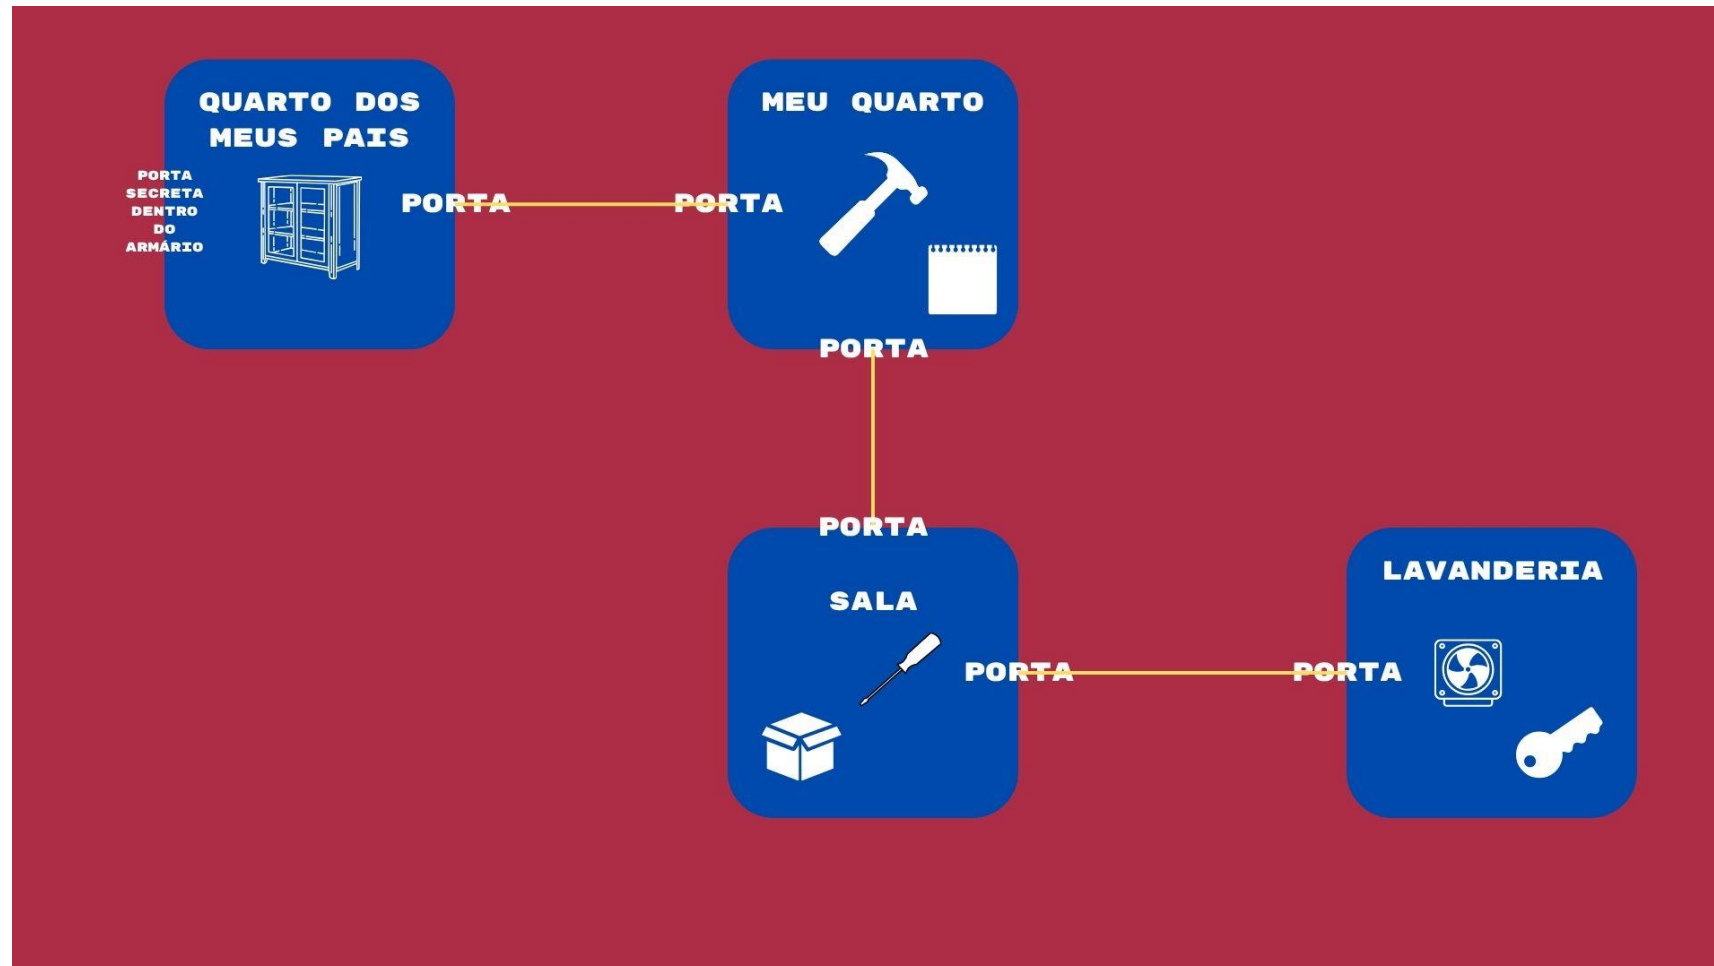 QUARTO DOS
MEUS PAIS
PORTA
SECRETA
DENTRO
DO
ARMÁRIO
PORTA
PORTA
MEU QUARTO
PORTA
PORTA
SALA
PORTA
PORTA
LAVANDERIA